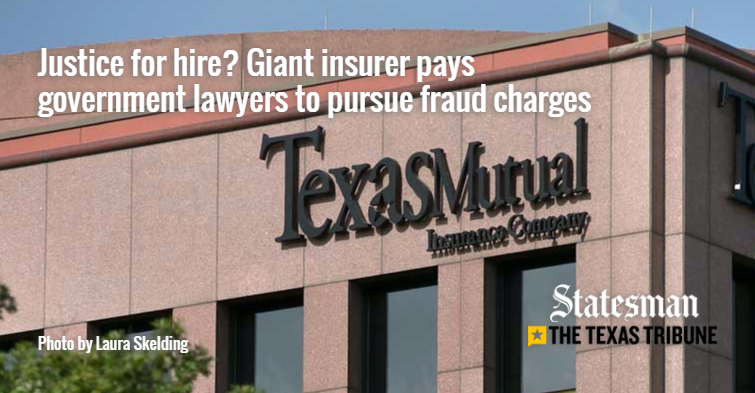 Justice for hire? Giant insurer pays
government lawyers to pursue fraud charges
TexasMutual
Insurance Company
Statesman
THE TEXAS TRIBUNE
Photo by Laura Skelding